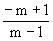 − m + 1
m − 1